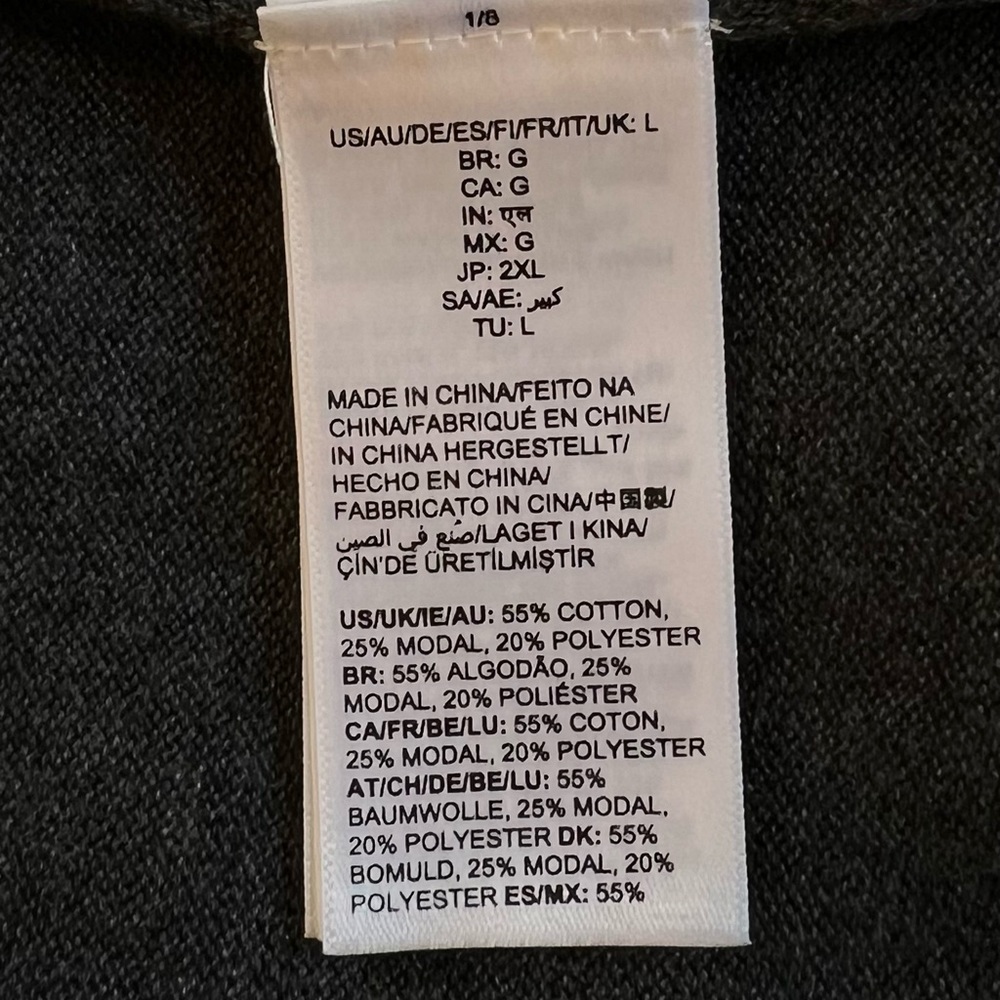 1/8
US/AU/DE/ES/FI/FR/IT/UK: L
BR: G
CA: G
IN: एल
MX: G
JP: 2XL
SA/AE: كبير
TU: L
MADE IN CHINA/FEITO NA
CHINA/FABRIQUÉ EN CHINE/
IN CHINA HERGESTELLT/
HECHO EN CHINA/
FABBRICATO IN CINA/中国製/
صُنع في الصين/LAGET I KINA/
ÇİN'DE ÜRETİLMİŞTİR
US/UK/IE/AU: 55% COTTON,
25% MODAL, 20% POLYESTER
BR: 55% ALGODÃO, 25%
MODAL, 20% POLIÉSTER
CA/FR/BE/LU: 55% COTON,
25% MODAL, 20% POLYESTER
AT/CH/DE/BE/LU: 55%
BAUMWOLLE, 25% MODAL,
20% POLYESTER DK: 55%
BOMULD, 25% MODAL, 20%
POLYESTER ES/MX: 55%